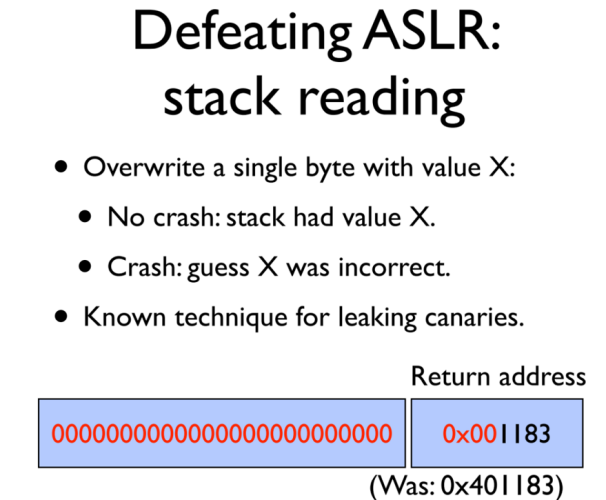 Defeating ASLR:
stack reading
• Overwrite a single byte with value X:
• No crash: stack had value X.
• Crash: guess X was incorrect.
• Known technique for leaking canaries.
Return address
0000000000000000000000000 0x001183
(Was: 0x401183)